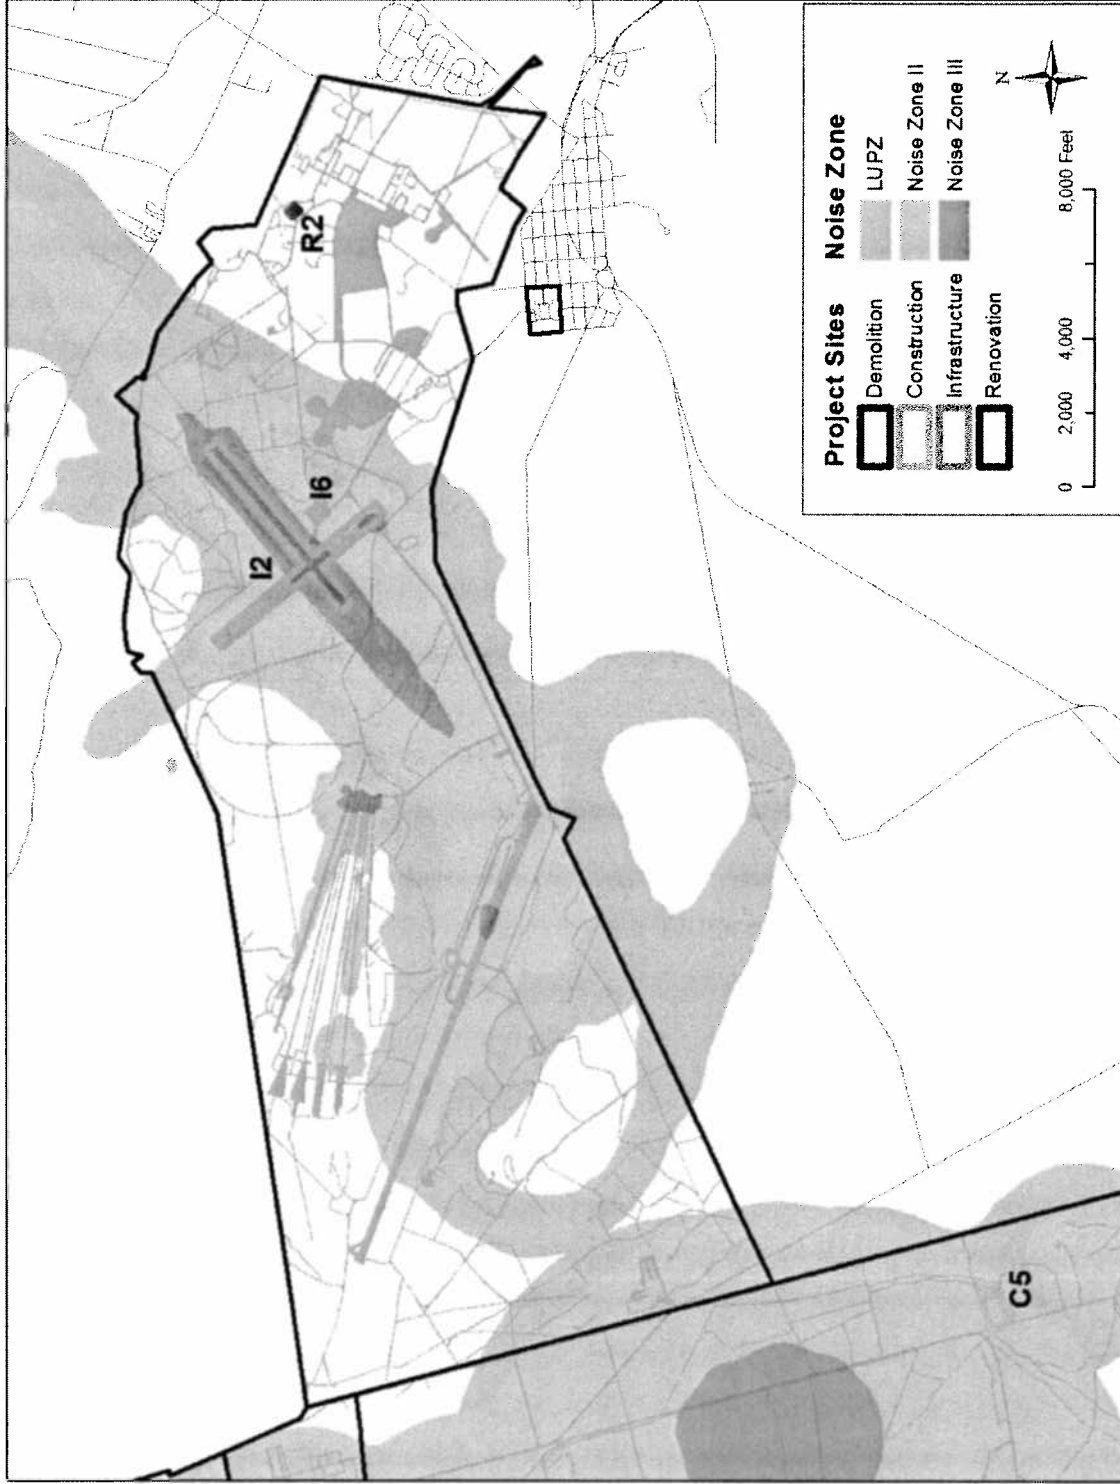 R2
I2
I6
C5
Project Sites
Demolition
Construction
Infrastructure
Renovation
Noise Zone
LUPZ
Noise Zone II
Noise Zone III
N
0 2,000 4,000 8,000 Feet